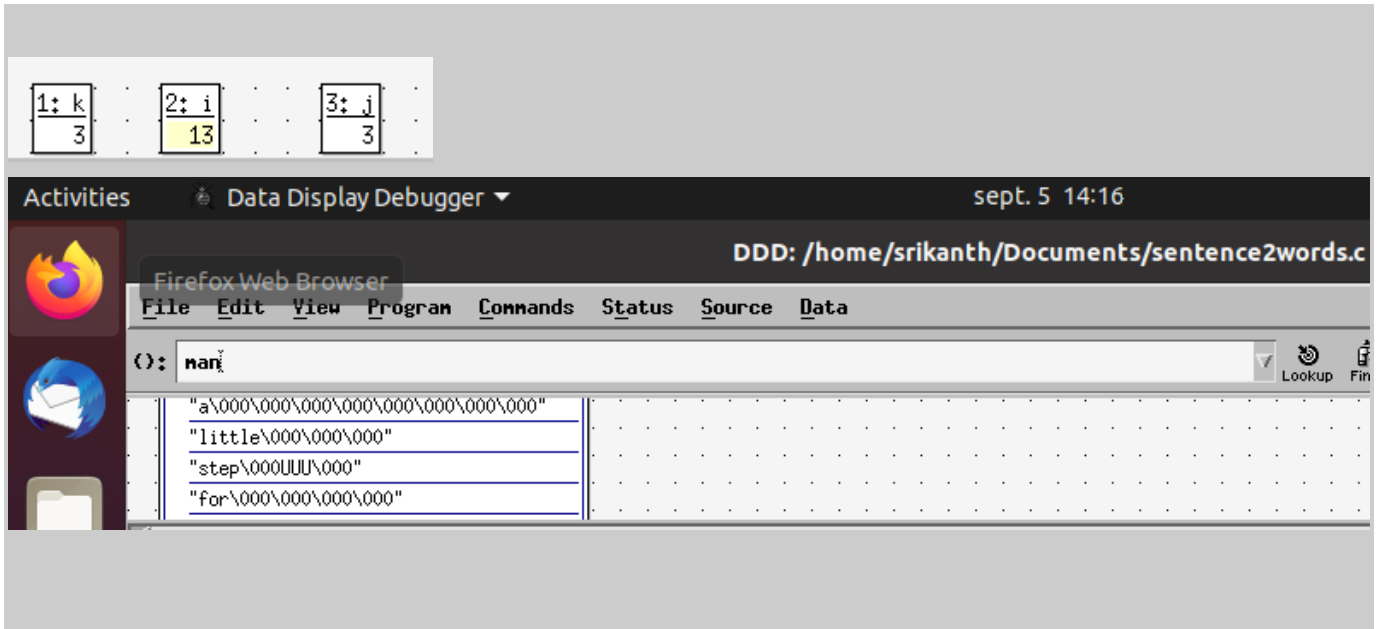 1: k 2: i 3: j
3 13 3
Activities Data Display Debugger sept. 5 14:16
DDD: /home/srikanth/Documents/sentence2words.c
Firefox Web Browser
File Edit View Program Commands Status Source Data
(): man
Lookup Fin
"a\000\000\000\000\000\000\000\000"
"little\000\000\000"
"step\000UUU\000"
"for\000\000\000\000"